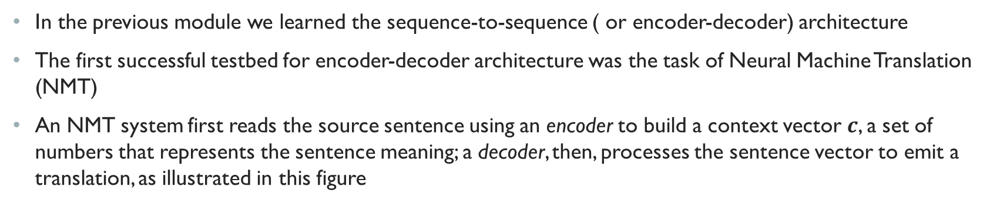 • In the previous module we learned the sequence-to-sequence ( or encoder-decoder) architecture
• The first successful testbed for encoder-decoder architecture was the task of Neural Machine Translation
(NMT)
• An NMT system first reads the source sentence using an encoder to build a context vector c, a set of
numbers that represents the sentence meaning; a decoder, then, processes the sentence vector to emit a
translation, as illustrated in this figure